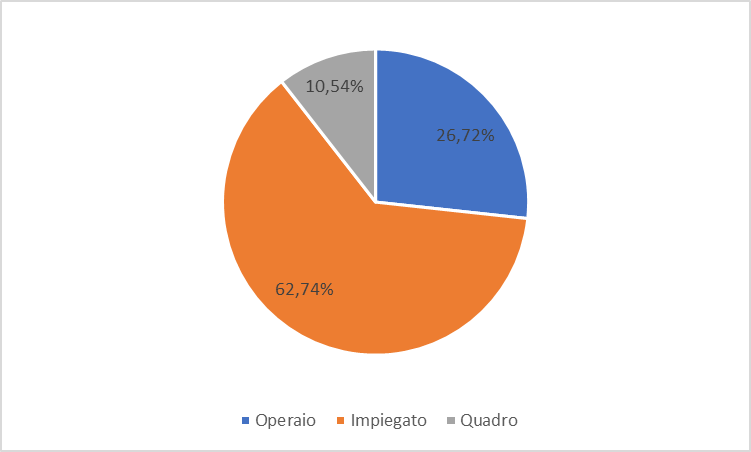 10,54%
26,72%
62,74%
Operaio Impiegato Quadro